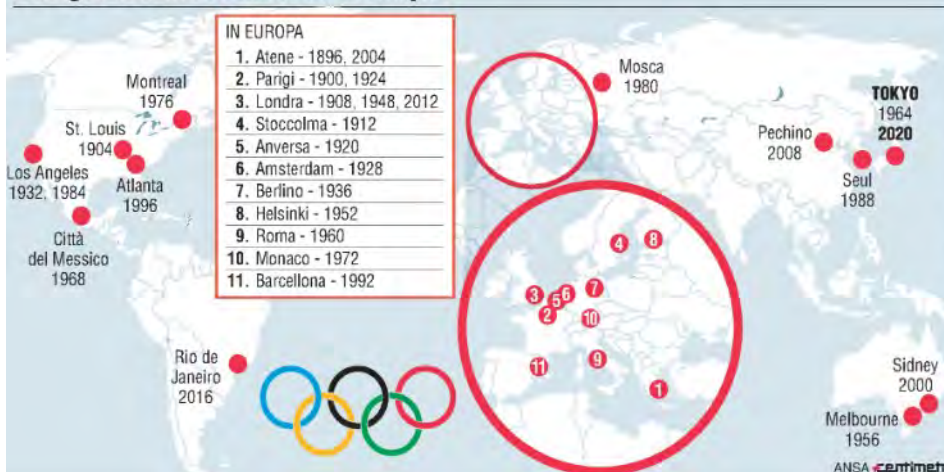 IN EUROPA
1. Atene - 1896, 2004
2. Parigi - 1900, 1924
3. Londra - 1908, 1948, 2012
4. Stoccolma - 1912
5. Anversa - 1920
6. Amsterdam - 1928
7. Berlino - 1936
8. Helsinki - 1952
9. Roma - 1960
10. Monaco - 1972
11. Barcellona - 1992
Montreal
1976
St. Louis
1904
Los Angeles
1932, 1984
Atlanta
1996
Città
del Messico
1968
Rio de
Janeiro
2016
Mosca
1980
TOKYO
1964
2020
Pechino
2008
Seul
1988
4
8
3
5
6
7
2
10
11
9
1
Sidney
2000
Melbourne
1956
ANSA